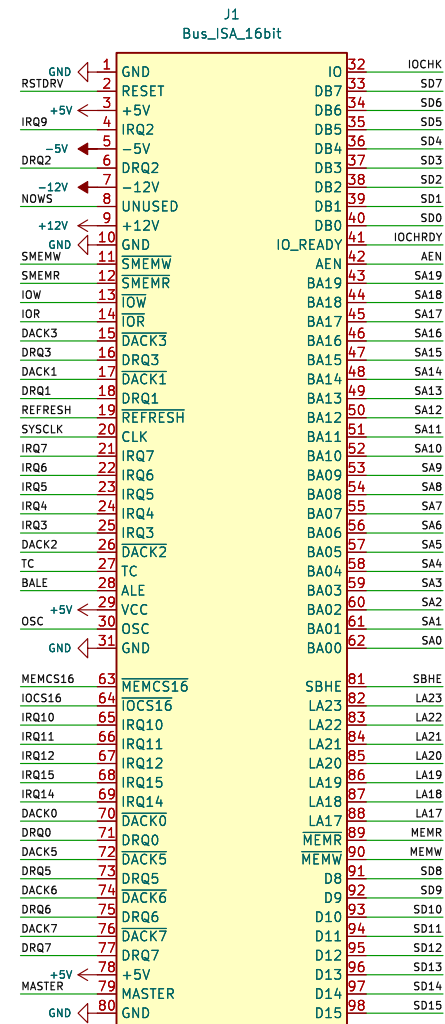 J1
Bus_ISA_16bit
GND 1 GND IO 32 IOCHK
RSTDRV 2 RESET DB7 33 SD7
+5V 3 +5V DB6 34 SD6
IRQ9 4 IRQ2 DB5 35 SD5
-5V 5 -5V DB4 36 SD4
DRQ2 6 DRQ2 DB3 37 SD3
-12V 7 -12V DB2 38 SD2
NOWS 8 UNUSED DB1 39 SD1
+12V 9 +12V DB0 40 SD0
GND 10 GND IO_READY 41 IOCHRDY
SMEMW 11 SMEMW AEN 42 AEN
SMEMR 12 SMEMR BA19 43 SA19
IOW 13 IOW BA18 44 SA18
IOR 14 IOR BA17 45 SA17
DACK3 15 DACK3 BA16 46 SA16
DRQ3 16 DRQ3 BA15 47 SA15
DACK1 17 DACK1 BA14 48 SA14
DRQ1 18 DRQ1 BA13 49 SA13
REFRESH 19 REFRESH BA12 50 SA12
SYSCLK 20 CLK BA11 51 SA11
IRQ7 21 IRQ7 BA10 52 SA10
IRQ6 22 IRQ6 BA09 53 SA9
IRQ5 23 IRQ5 BA08 54 SA8
IRQ4 24 IRQ4 BA07 55 SA7
IRQ3 25 IRQ3 BA06 56 SA6
DACK2 26 DACK2 BA05 57 SA5
TC 27 TC BA04 58 SA4
BALE 28 ALE BA03 59 SA3
+5V 29 VCC BA02 60 SA2
OSC 30 OSC BA01 61 SA1
GND 31 GND BA00 62 SA0
MEMCS16 63 MEMCS16 SBHE 81 SBHE
IOCS16 64 IOCS16 LA23 82 LA23
IRQ10 65 IRQ10 LA22 83 LA22
IRQ11 66 IRQ11 LA21 84 LA21
IRQ12 67 IRQ12 LA20 85 LA20
IRQ15 68 IRQ15 LA19 86 LA19
IRQ14 69 IRQ14 LA18 87 LA18
DACK0 70 DACK0 LA17 88 LA17
DRQ0 71 DRQ0 MEMR 89 MEMR
DACK5 72 DACK5 MEMW 90 MEMW
DRQ5 73 DRQ5 D8 91 SD8
DACK6 74 DACK6 D9 92 SD9
DRQ6 75 DRQ6 D10 93 SD10
DACK7 76 DACK7 D11 94 SD11
DRQ7 77 DRQ7 D12 95 SD12
+5V 78 +5V D13 96 SD13
MASTER 79 MASTER D14 97 SD14
GND 80 GND D15 98 SD15